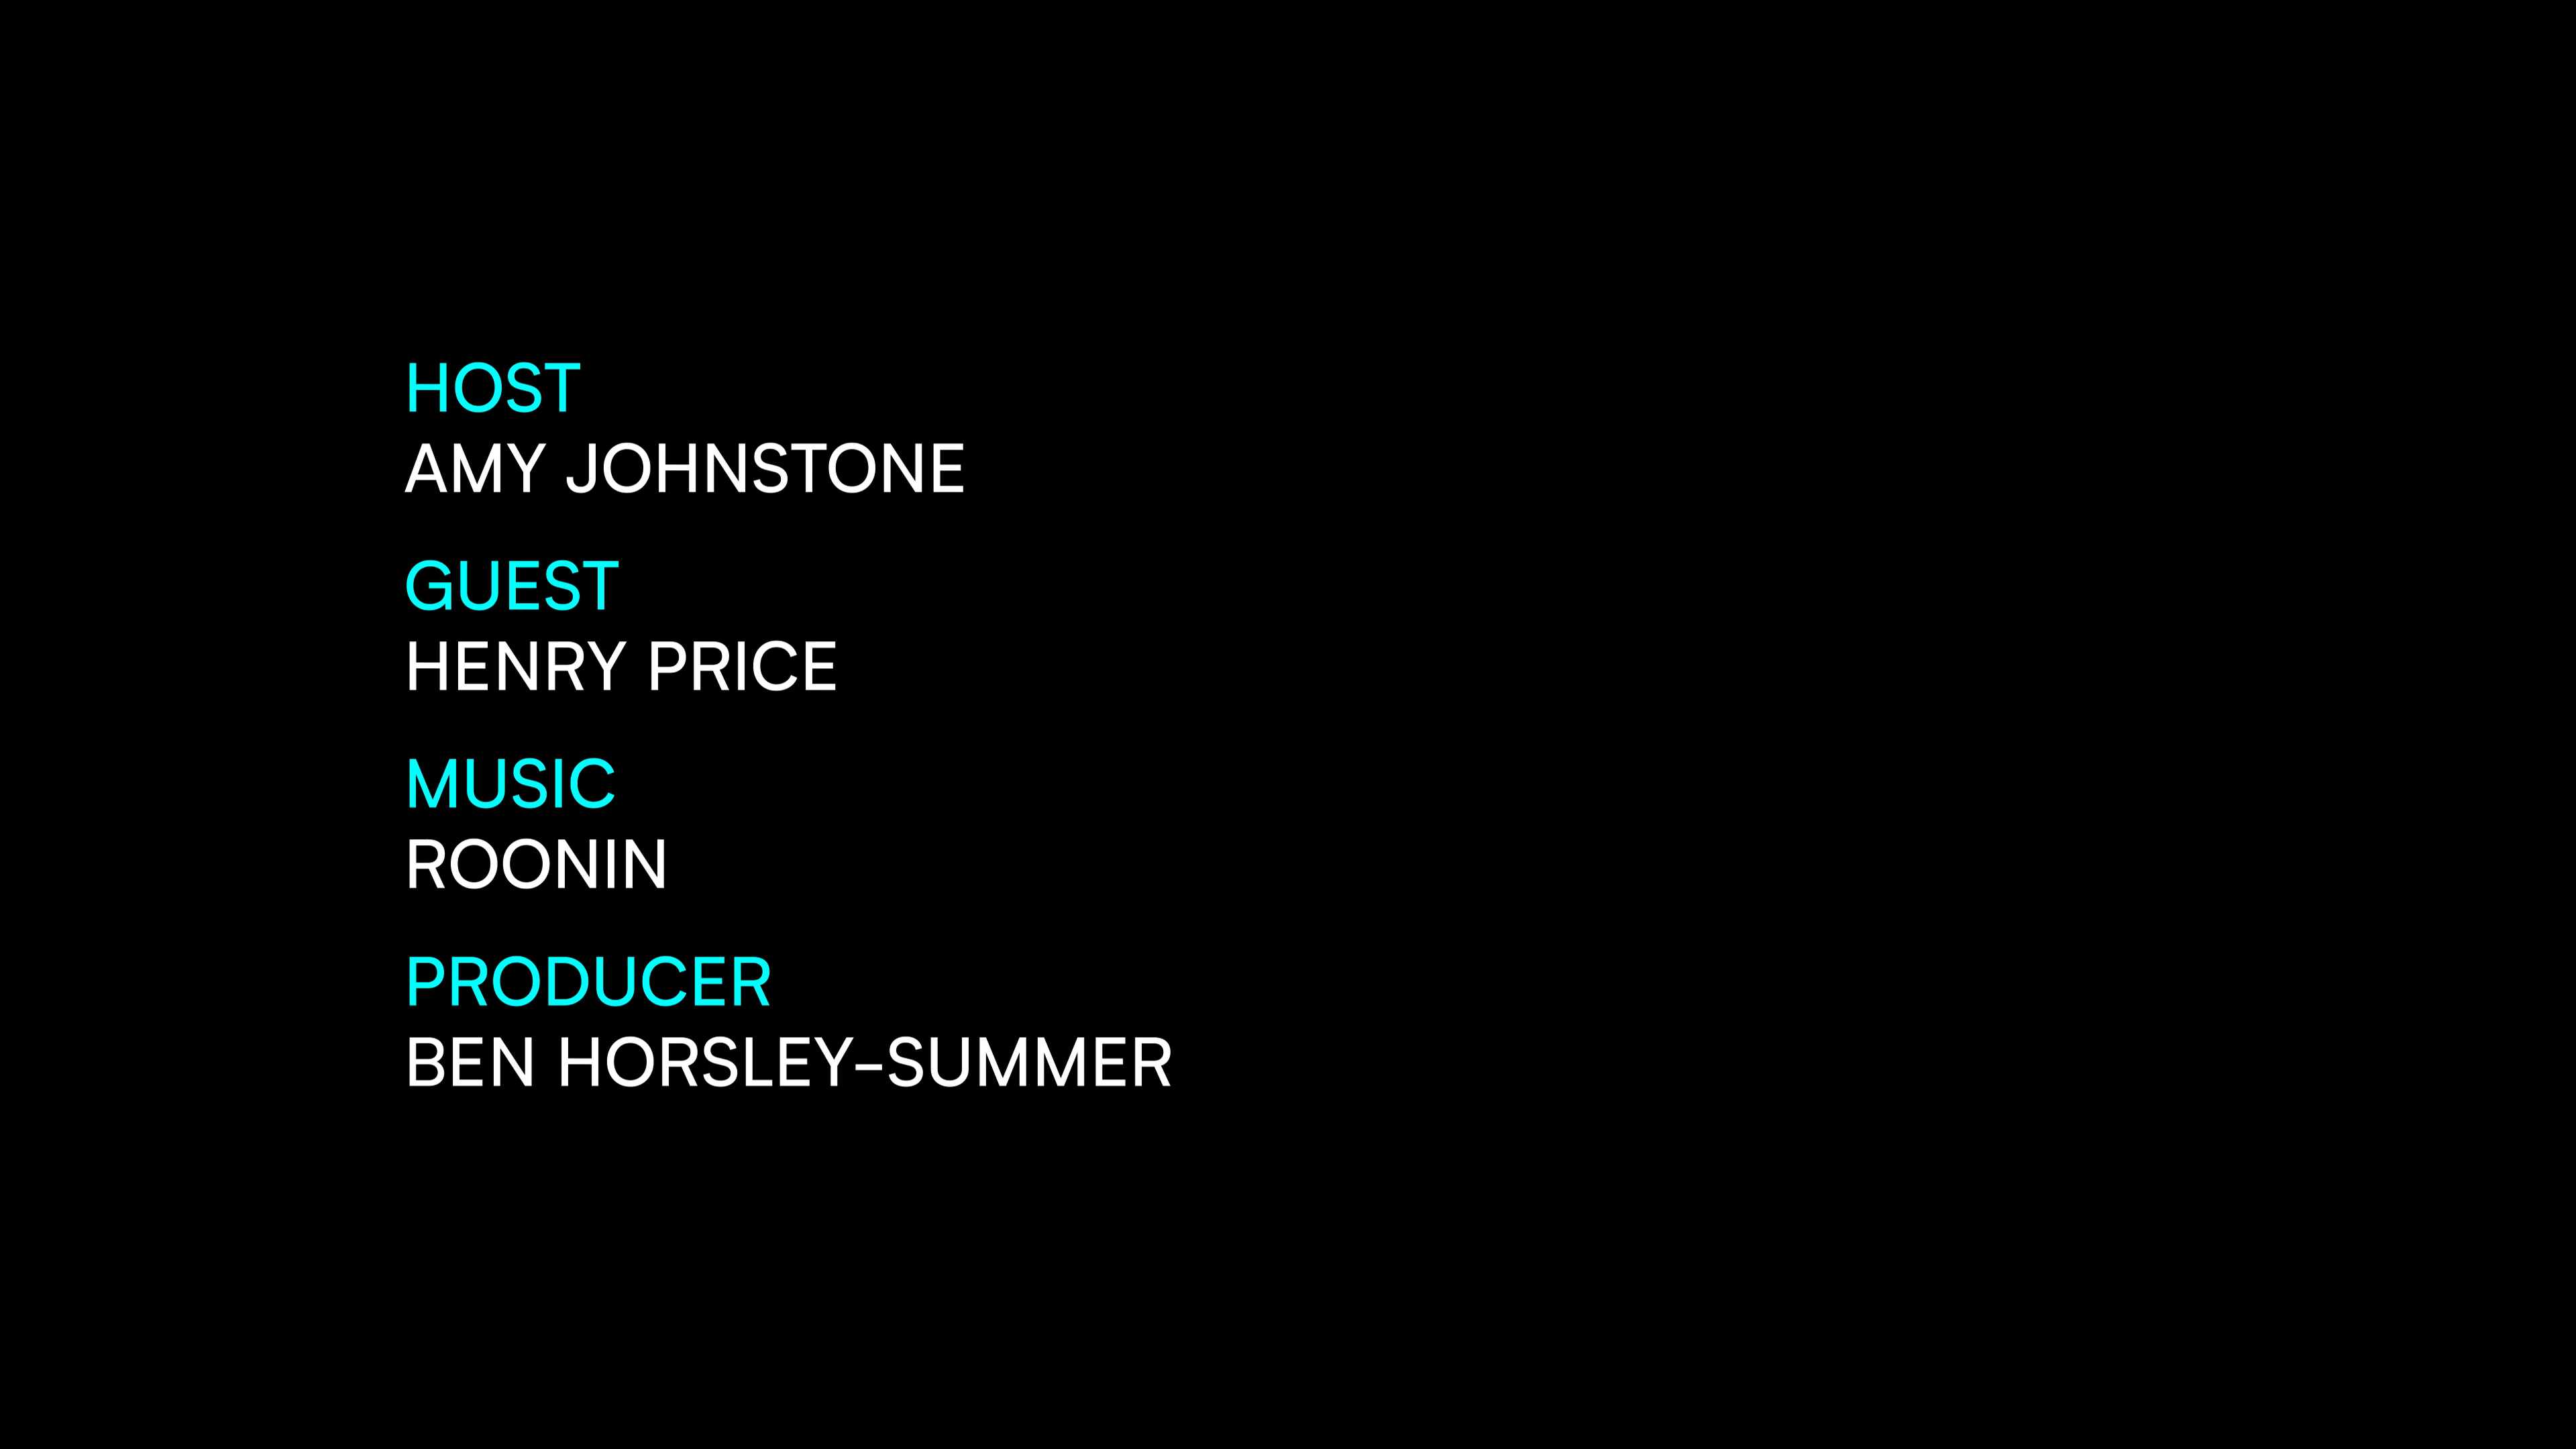 HOST
AMY JOHNSTONE
GUEST
HENRY PRICE
MUSIC
ROONIN
PRODUCER
BEN HORSLEY-SUMMER